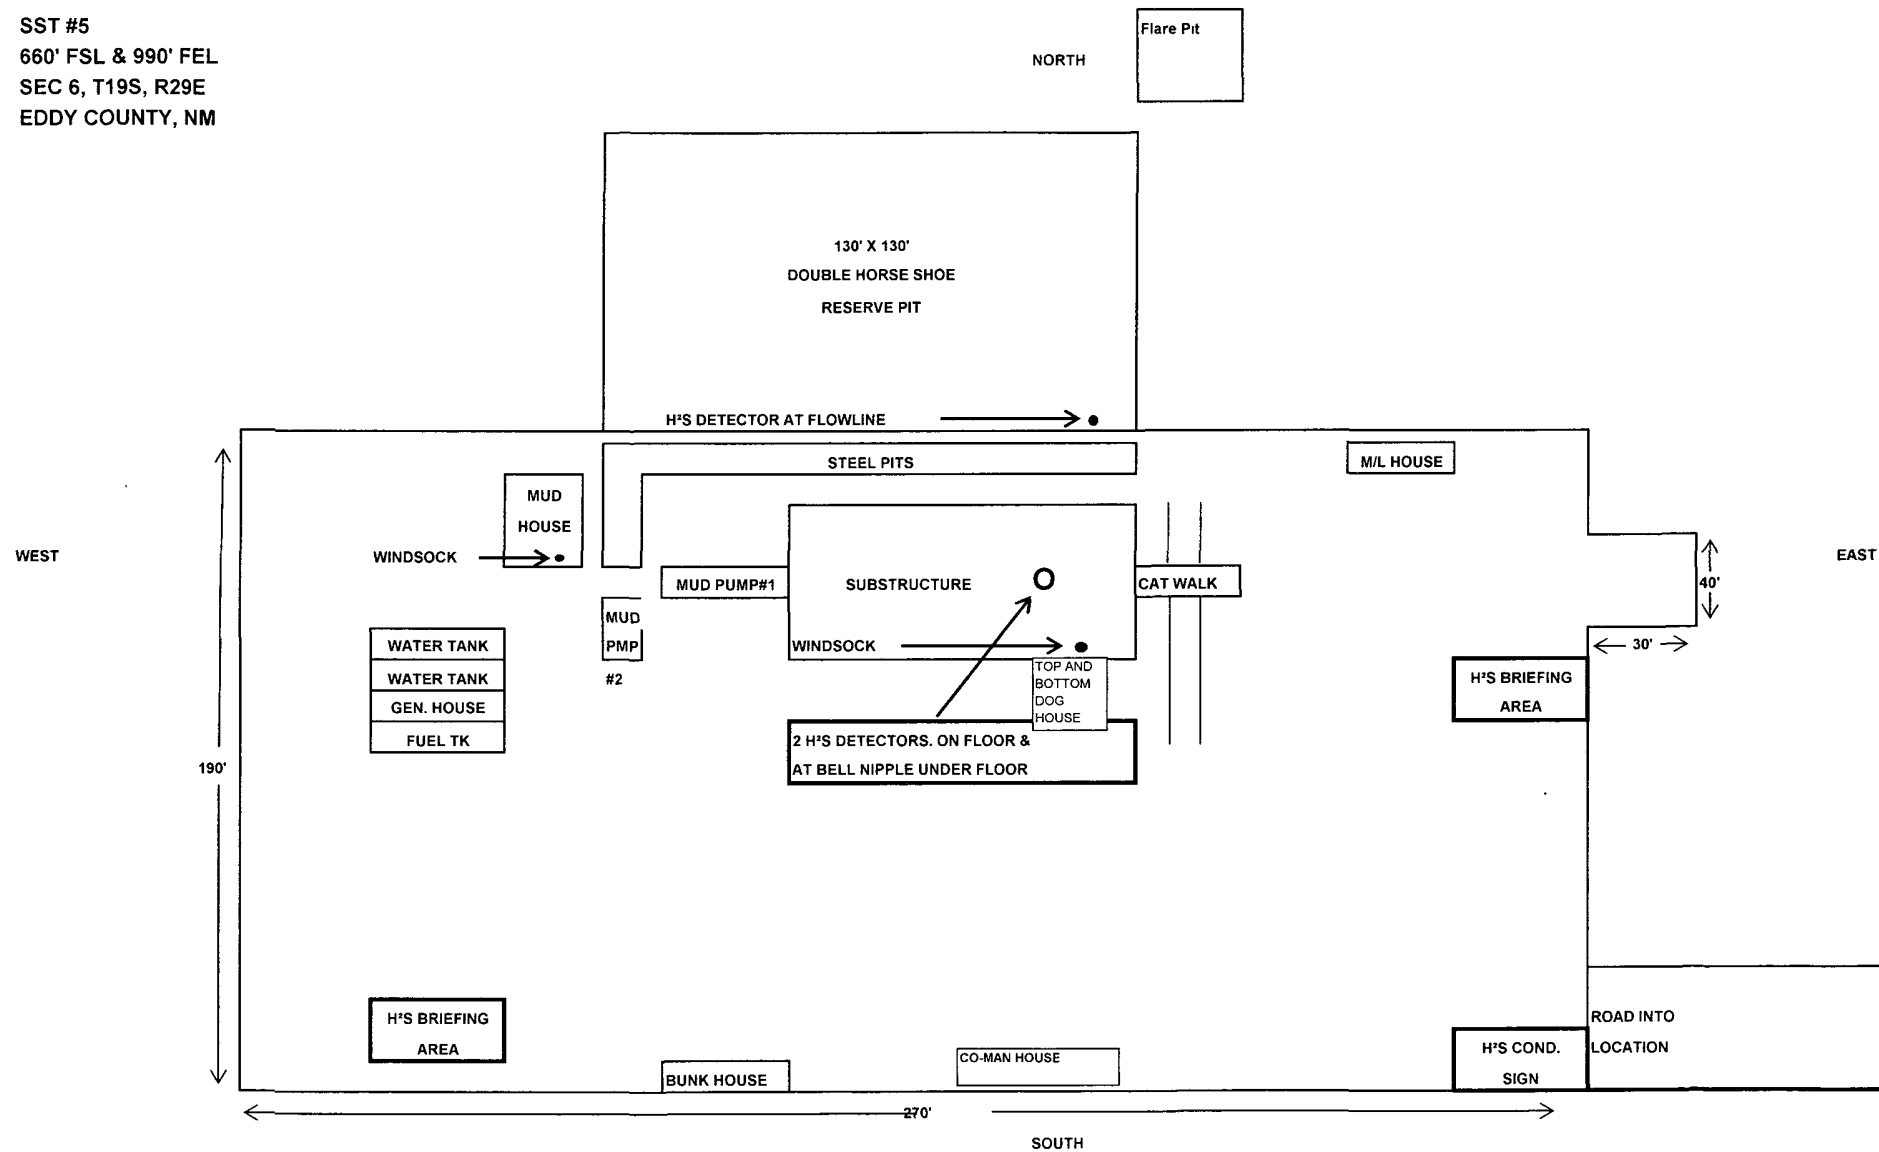 SST #5
660' FSL & 990' FEL
SEC 6, T19S, R29E
EDDY COUNTY, NM
Flare Pit
NORTH
130' X 130'
DOUBLE HORSE SHOE
RESERVE PIT
H²S DETECTOR AT FLOWLINE
STEEL PITS
M/L HOUSE
MUD
HOUSE
WEST
WINDSOCK
EAST
MUD PUMP#1
SUBSTRUCTURE
CAT WALK
40'
MUD
PMP
#2
WINDSOCK
30'
WATER TANK
WATER TANK
GEN. HOUSE
FUEL TK
TOP AND
BOTTOM
DOG
HOUSE
H²S BRIEFING
AREA
2 H²S DETECTORS. ON FLOOR &
AT BELL NIPPLE UNDER FLOOR
190'
H²S BRIEFING
AREA
ROAD INTO
LOCATION
BUNK HOUSE
CO-MAN HOUSE
H²S COND.
SIGN
270'
SOUTH